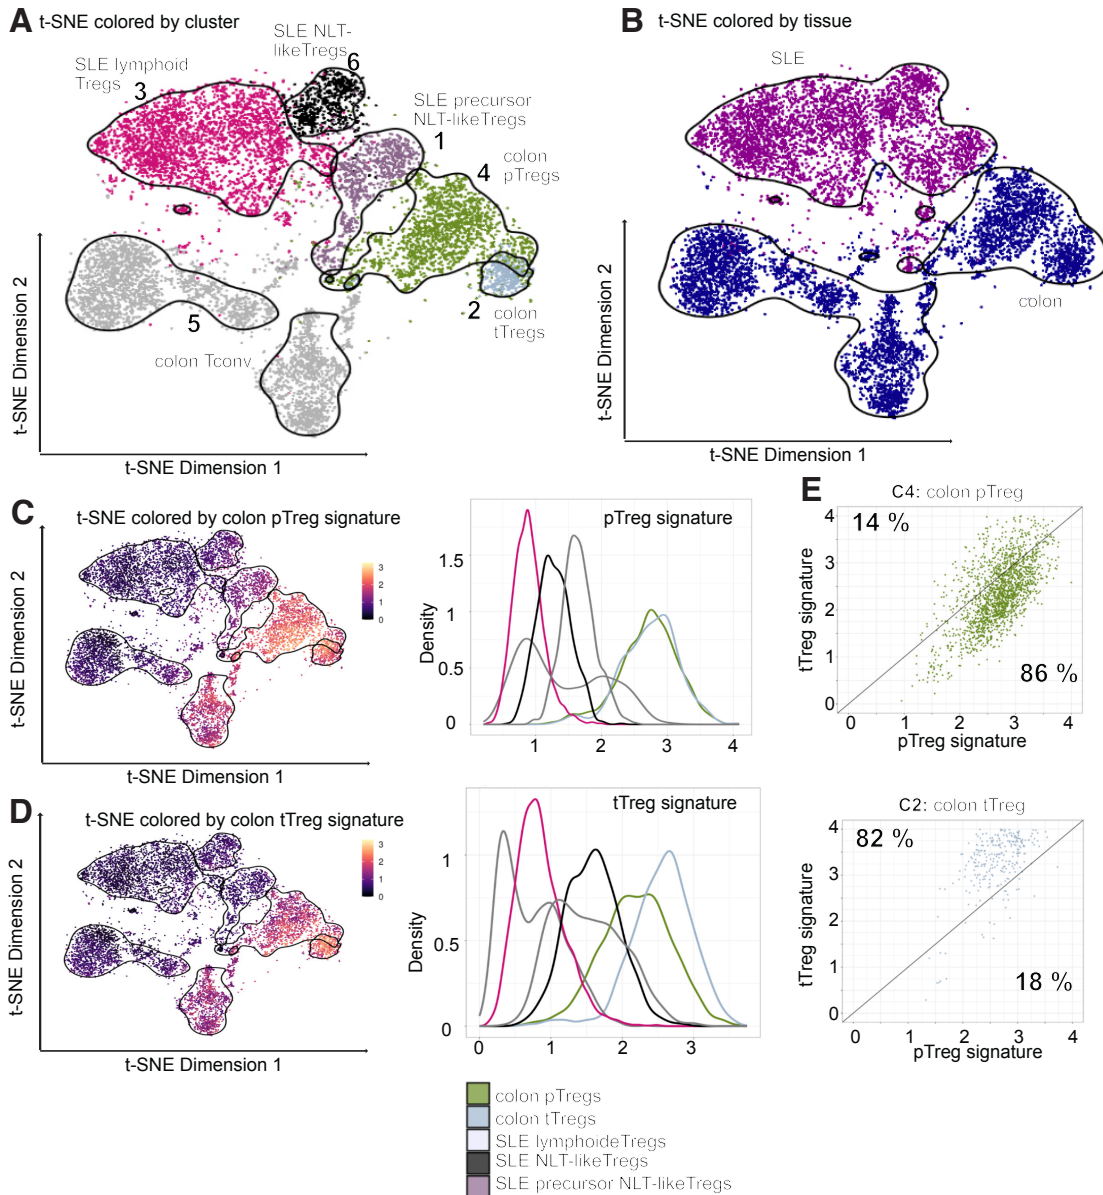 A t-SNE colored by cluster
SLE NLT-
likeTregs
6
SLE lymphoid
Tregs
3
SLE precursor
NLT-likeTregs
1
4
colon
pTregs
2
colon
tTregs
5
colon Tconv
t-SNE Dimension 2
t-SNE Dimension 1
B t-SNE colored by tissue
SLE
colon
t-SNE Dimension 2
t-SNE Dimension 1
C
t-SNE colored by colon pTreg signature
3
2
1
0
t-SNE Dimension 2
t-SNE Dimension 1
pTreg signature
Density
1.5
1
0.5
0
1 2 3 4
D
t-SNE colored by colon tTreg signature
3
2
1
0
t-SNE Dimension 2
t-SNE Dimension 1
tTreg signature
Density
1
0.5
0
0 1 2 3
E
C4: colon pTreg
14 %
86 %
tTreg signature
4
3
2
1
0
0 1 2 3 4
pTreg signature
C2: colon tTreg
82 %
18 %
tTreg signature
4
3
2
1
0
0 1 2 3 4
pTreg signature
colon pTregs
colon tTregs
SLE lymphoideTregs
SLE NLT-likeTregs
SLE precursor NLT-likeTregs